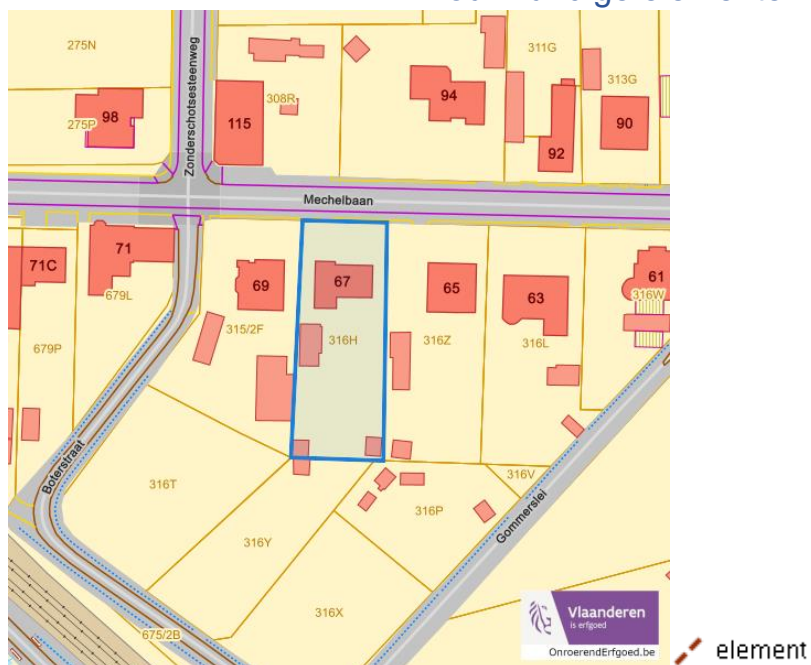 275N
98
275P
Zonderschotsesteenweg
115
308R
94
311G
92
313G
90
Mechelbaan
71C
71
679L
679P
69
315/2F
67
316H
65
316Z
63
316L
61
316W
Boterstraat
316T
316Y
316P
316V
Gommerslei
316X
675/2B
Vlaanderen
is erfgoed
OnroerendErfgoed.be
element